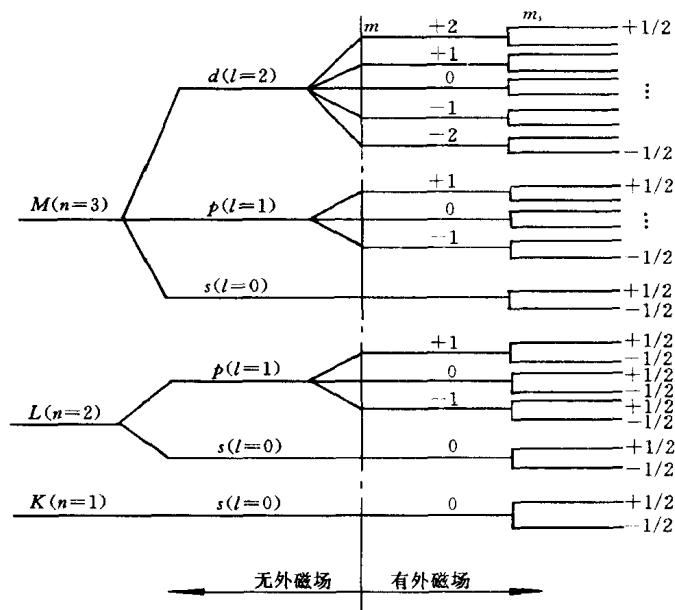 m
m_s
+2
+1/2
+1
d(l=2)
0
⋮
-1
-2
-1/2
+1
+1/2
M(n=3)
p(l=1)
0
⋮
-1
-1/2
s(l=0)
+1/2
-1/2
+1
+1/2
-1/2
p(l=1)
0
+1/2
-1/2
-1
+1/2
L(n=2)
-1/2
s(l=0)
0
+1/2
-1/2
K(n=1)
s(l=0)
0
+1/2
-1/2
无外磁场
有外磁场